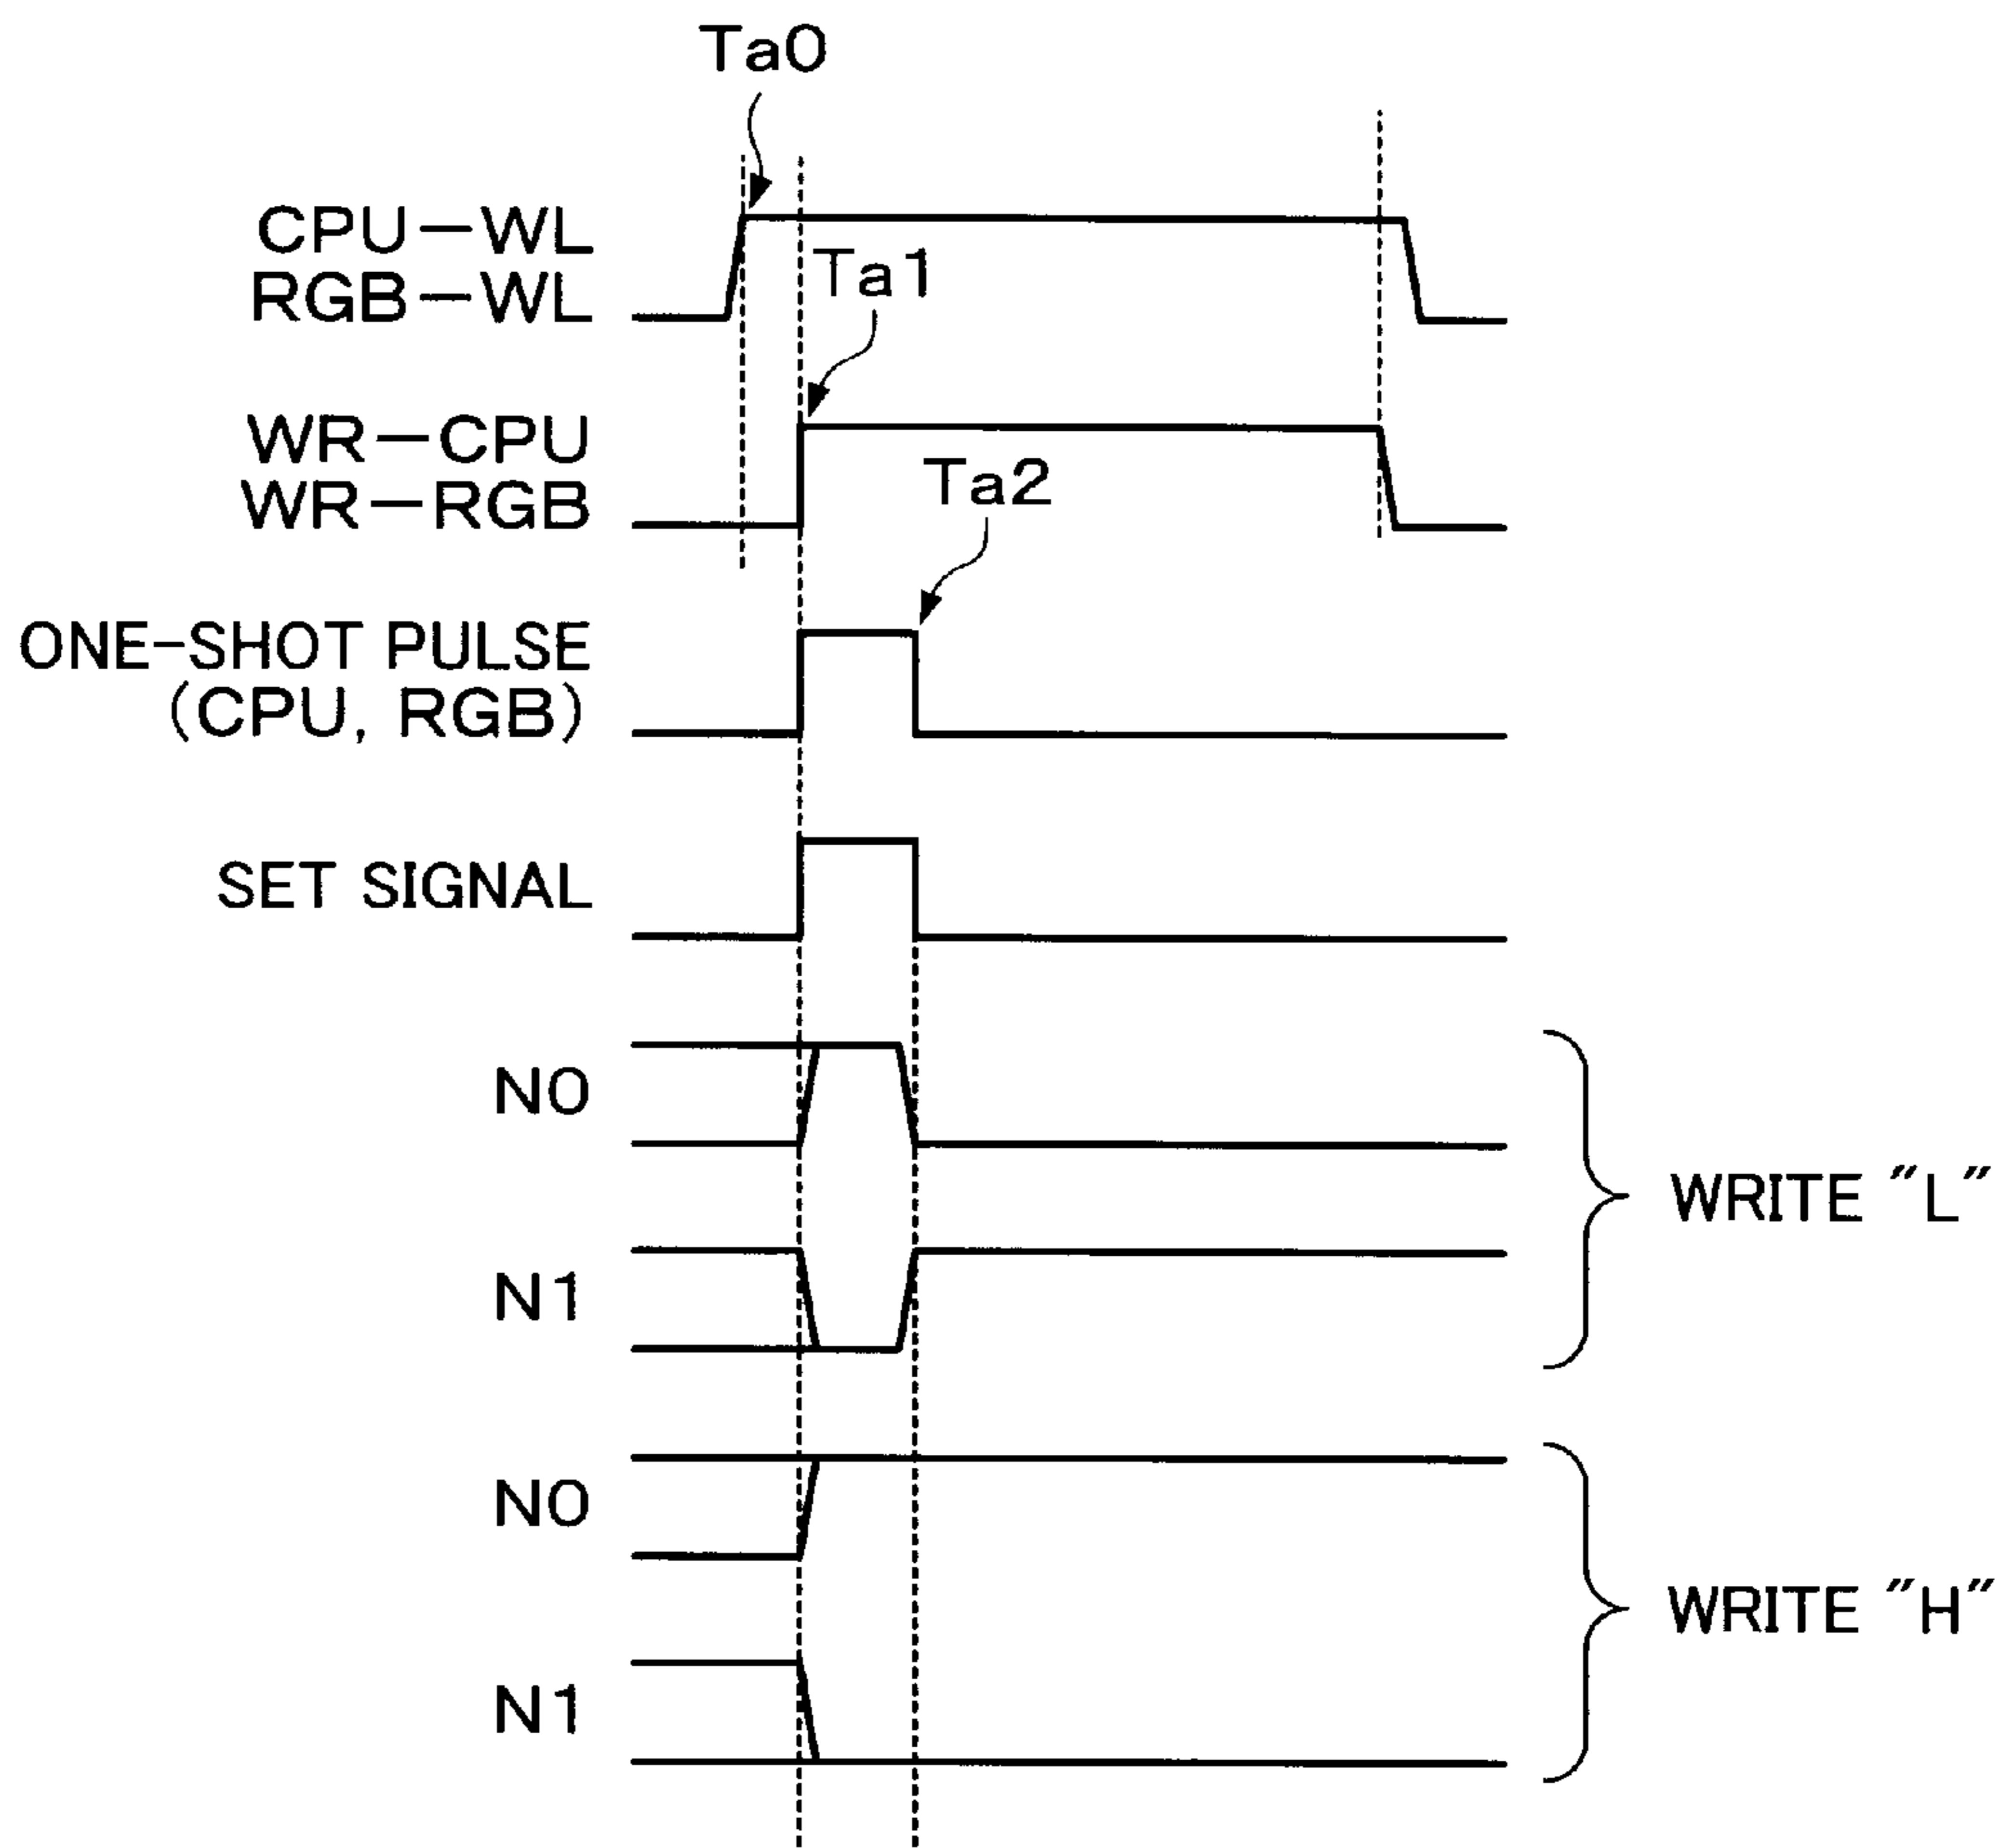 Ta0
CPU-WL
RGB-WL
Ta1
WR-CPU
WR-RGB
Ta2
ONE-SHOT PULSE
(CPU, RGB)
SET SIGNAL
N0
WRITE "L"
N1
N0
WRITE "H"
N1